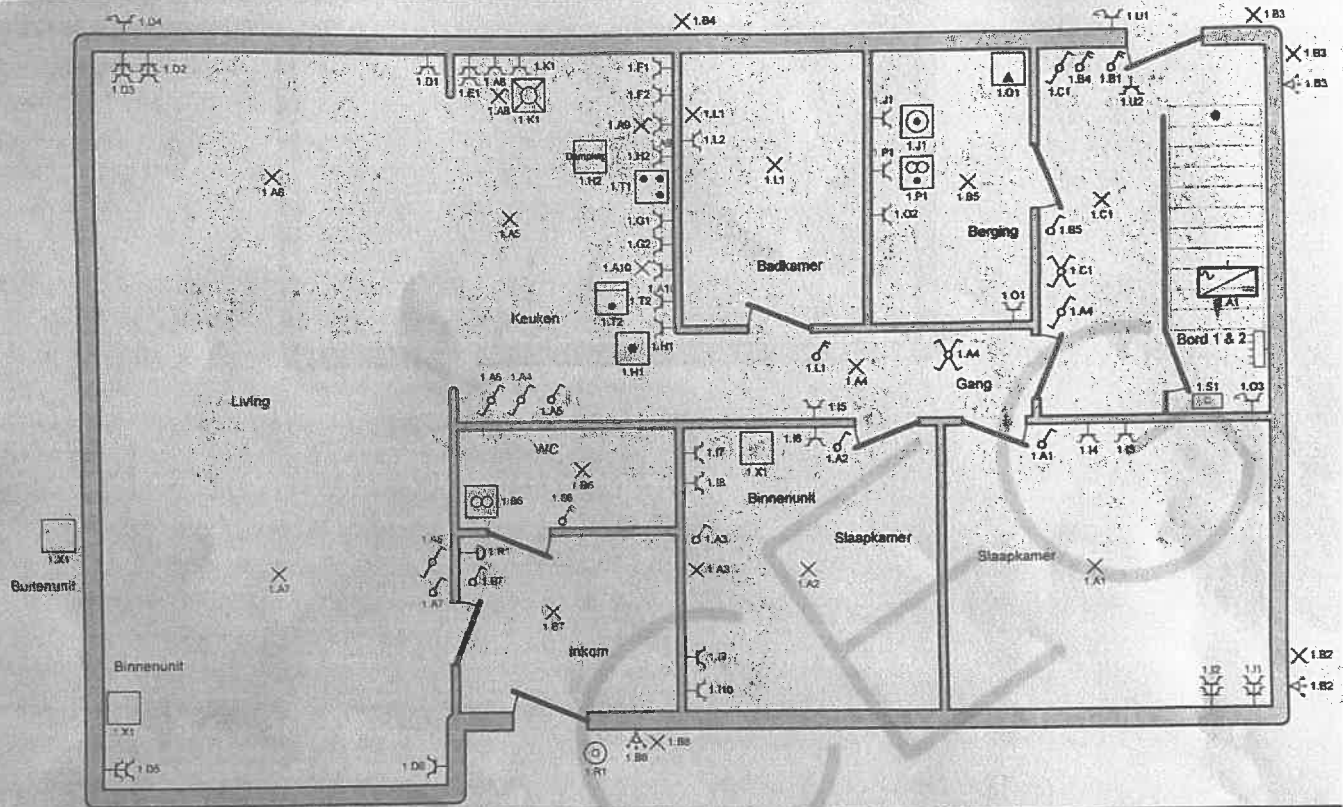 1.D4
1.B4
1.U1
1.B3
1.D2
1.D3
1.D1
1.E1
1.A8
1.K1
1.A8
1.K1
1.F1
1.F2
1.A9
1.H2
Dampkap
1.H2
1.T1
1.L1
1.L2
1.L1
1.J1
1.J1
P1
1.P1
1.O2
1.B5
1.O1
1.C1
1.B4
1.B1
1.U2
1.B3
1.B3
1.A6
1.A5
1.G1
1.G2
1.A10
1.A1
1.T2
1.T2
1.H1
1.H1
Keuken
Badkamer
Berging
1.O1
1.B5
1.C1
1.C1
1.A4
1.A1
Bord 1 & 2
1.S1
1.O3
Living
1.A6
1.A4
1.A5
1.L1
1.A4
1.A4
Gang
1.I5
1.I6
1.A2
1.A1
1.I4
1.I3
WC
1.B6
1.B6
1.B6
1.I7
1.I8
1.X1
Binnenunit
Slaapkamer
Slaapkamer
1.A3
1.A3
1.A2
1.A1
1.X1
Buitenunit
1.A7
1.A7
1.R1
1.B7
1.B7
Inkom
Binnenunit
1.X1
1.I10
1.I2
1.I1
1.B2
1.B2
1.D5
1.D6
1.R1
1.B8
1.B8